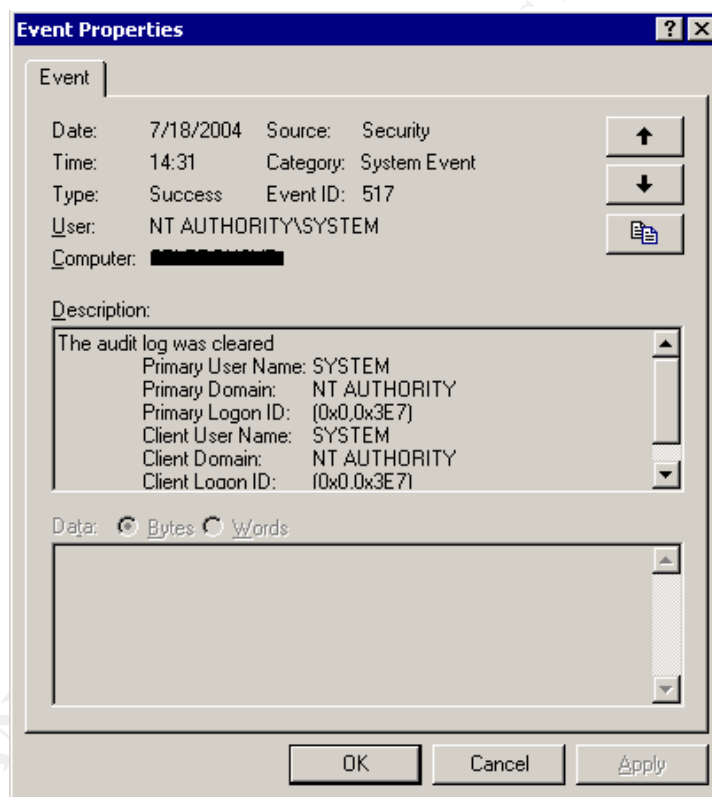 Event Properties
Event
Date: 7/18/2004 Source: Security
Time: 14:31 Category: System Event
Type: Success Event ID: 517
User: NT AUTHORITY\SYSTEM
Computer:
Description:
The audit log was cleared
Primary User Name: SYSTEM
Primary Domain: NT AUTHORITY
Primary Logon ID: (0x0,0x3E7)
Client User Name: SYSTEM
Client Domain: NT AUTHORITY
Client Logon ID: (0x0,0x3E7)
Data: Bytes Words
OK Cancel Apply